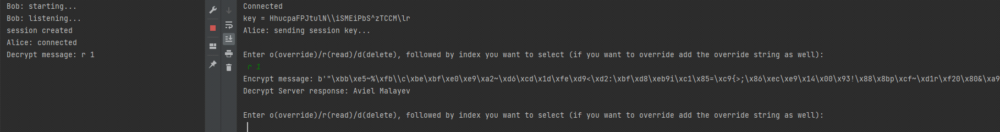 Bob: starting...
Bob: listening...
session created
Alice: connected
Decrypt message: r 1
Connected
key = HhucpaFPJtulN\\iSMEiPbS^zTCCM\lr
Alice: sending session key...
Enter o(override)/r(read)/d(delete), followed by index you want to select (if you want to override add the override string as well):
r 1
Encrypt message: b'"\xbb\xe5~%\xfb\\c\xbe\xbf\xe0\xe9\xa2~\xd6\xcd\x1d\xfe\xd9<\xd2:\xbf\xd8\xeb9i\xc1\x85=\xc9{>;\x86\xec\xe9\x14\x00\x93!\x88\x8bp\xcf~\xd1r\xf20\x80&\xa9
Decrypt Server response: Aviel Malayev
Enter o(override)/r(read)/d(delete), followed by index you want to select (if you want to override add the override string as well):